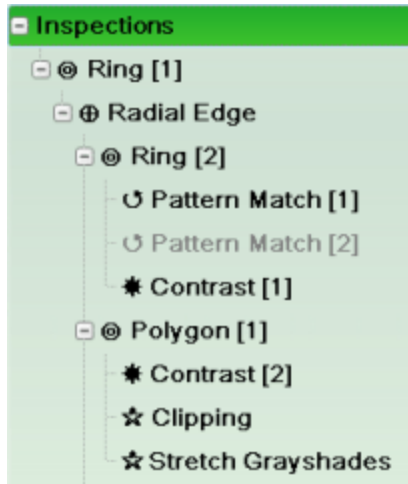 Inspections
Ring [1]
Radial Edge
Ring [2]
Pattern Match [1]
Pattern Match [2]
Contrast [1]
Polygon [1]
Contrast [2]
Clipping
Stretch Grayshades